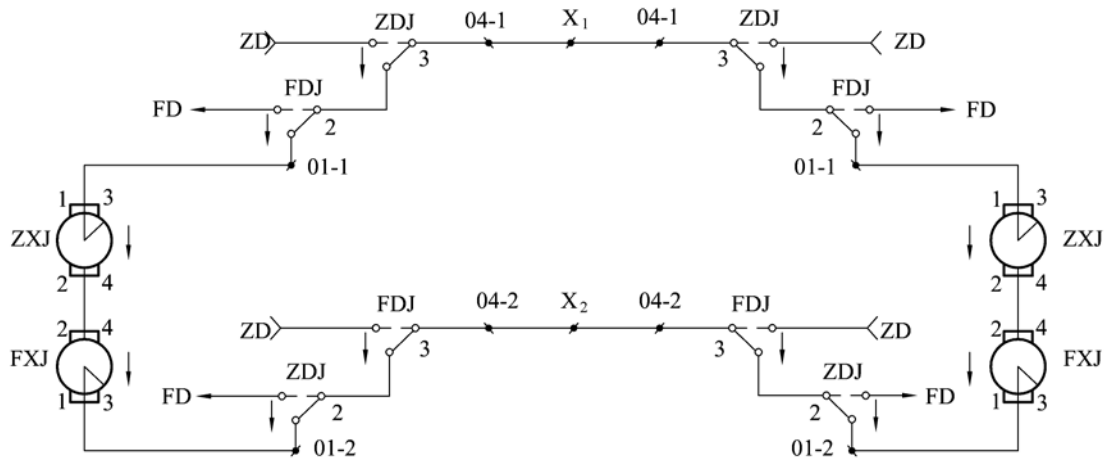 ZDJ 04-1 X₁ 04-1 ZDJ
ZD 3 3 ZD
FDJ FDJ
FD 2 2 FD
01-1 01-1
1 3 1 3
ZXJ ZXJ
2 4 2 4
FDJ 04-2 X₂ 04-2 FDJ
2 4 ZD 3 3 ZD 2 4
FXJ ZDJ ZDJ FXJ
1 3 FD 2 2 FD 1 3
01-2 01-2